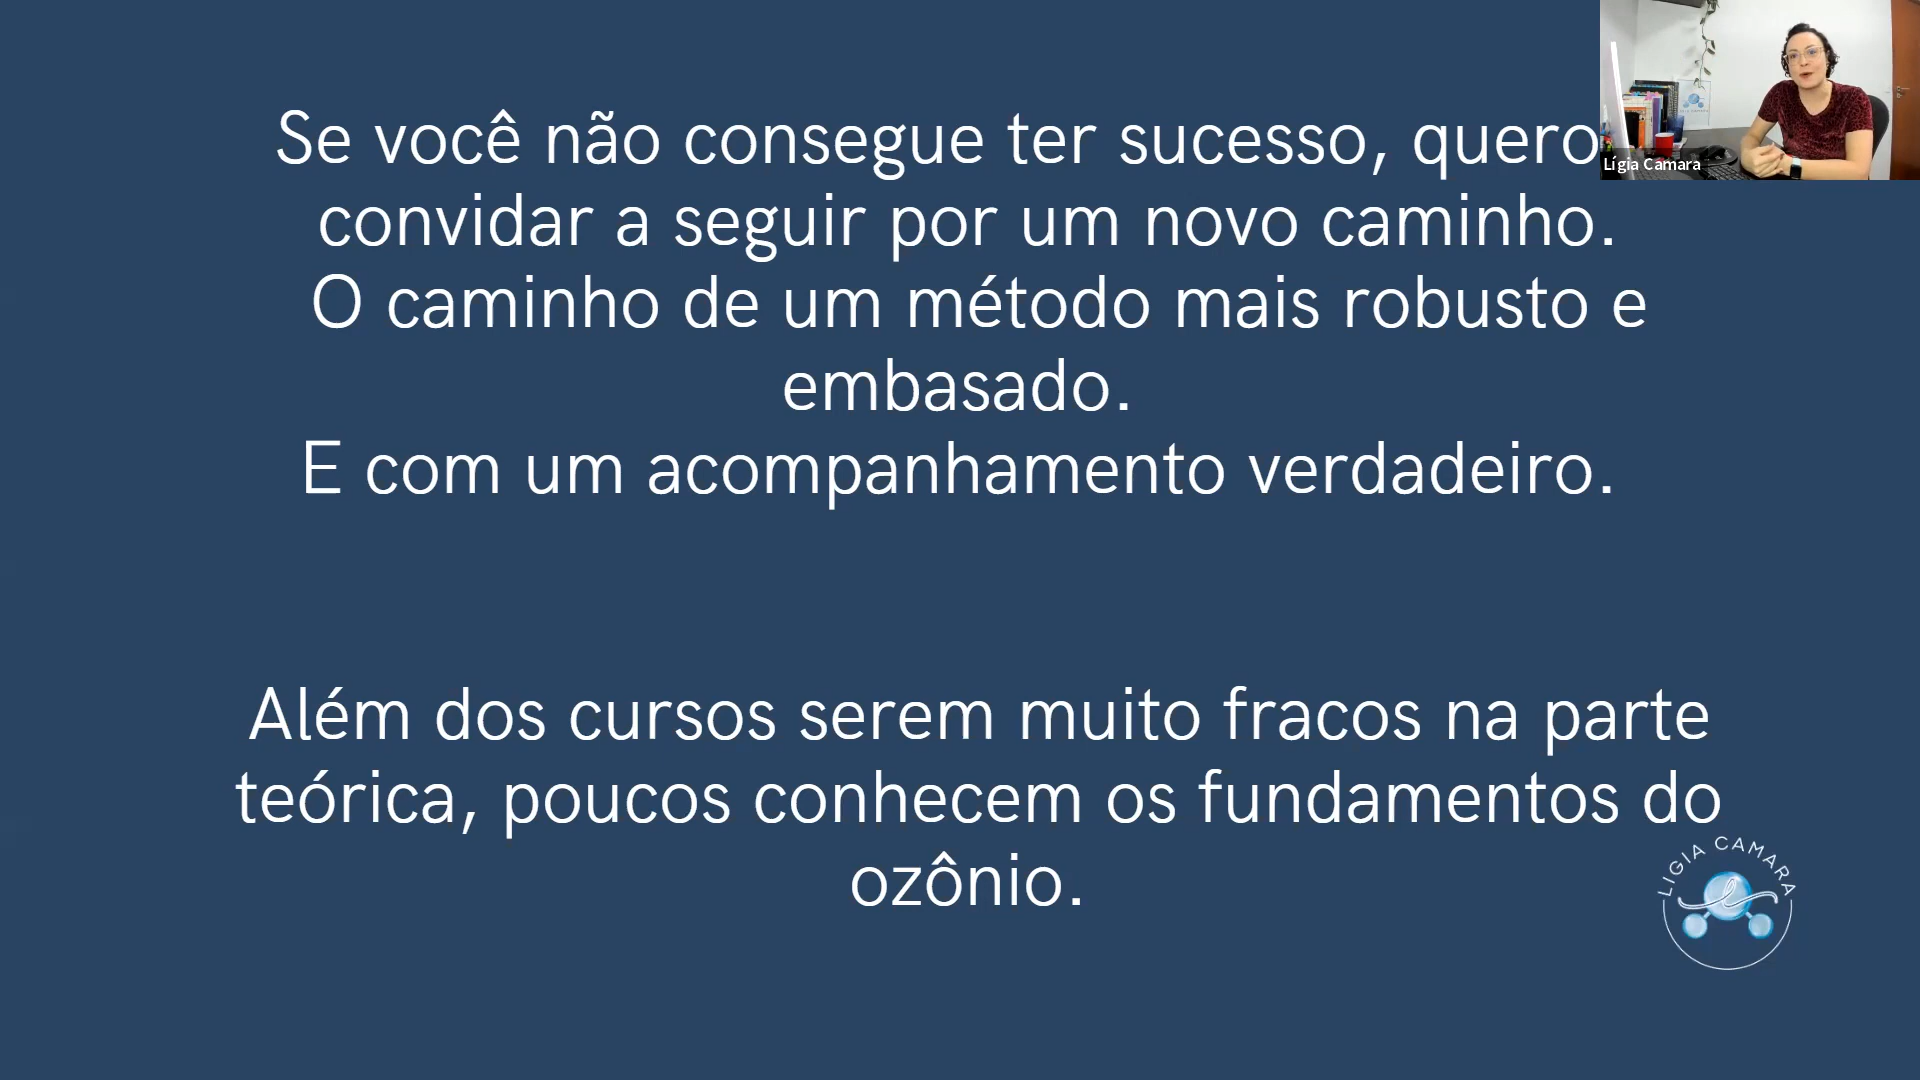 Se você não consegue ter sucesso, quero
convidar a seguir por um novo caminho.
O caminho de um método mais robusto e
embasado.
E com um acompanhamento verdadeiro.
Além dos cursos serem muito fracos na parte
teórica, poucos conhecem os fundamentos do
ozônio.
Lígia Camara
LIGIA CAMARA